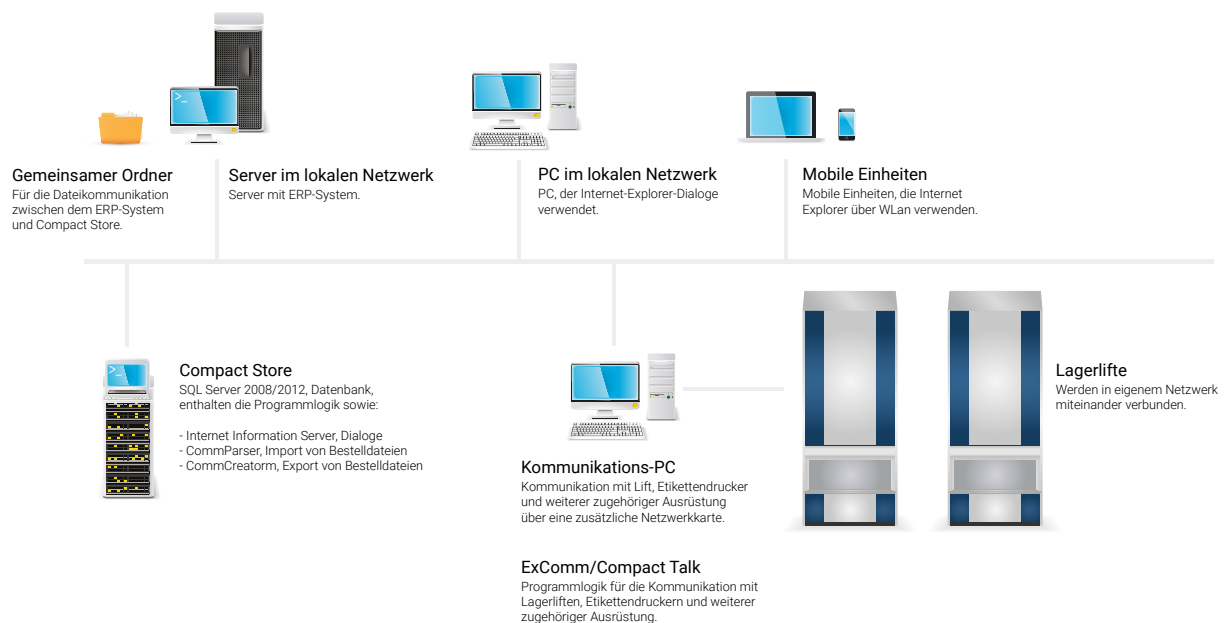 Gemeinsamer Ordner
Für die Dateikommunikation
zwischen dem ERP-System
und Compact Store.
Server im lokalen Netzwerk
Server mit ERP-System.
PC im lokalen Netzwerk
PC, der Internet-Explorer-Dialoge
verwendet.
Mobile Einheiten
Mobile Einheiten, die Internet
Explorer über WLan verwenden.
Compact Store
SQL Server 2008/2012, Datenbank,
enthalten die Programmlogik sowie:
- Internet Information Server, Dialoge
- CommParser, Import von Bestelldateien
- CommCreatorm, Export von Bestelldateien
Kommunikations-PC
Kommunikation mit Lift, Etikettendrucker
und weiterer zugehöriger Ausrüstung
über eine zusätzliche Netzwerkkarte.
ExComm/Compact Talk
Programmlogik für die Kommunikation mit
Lagerliften, Etikettendruckern und weiterer
zugehöriger Ausrüstung.
Lagerlifte
Werden in eigenem Netzwerk
miteinander verbunden.